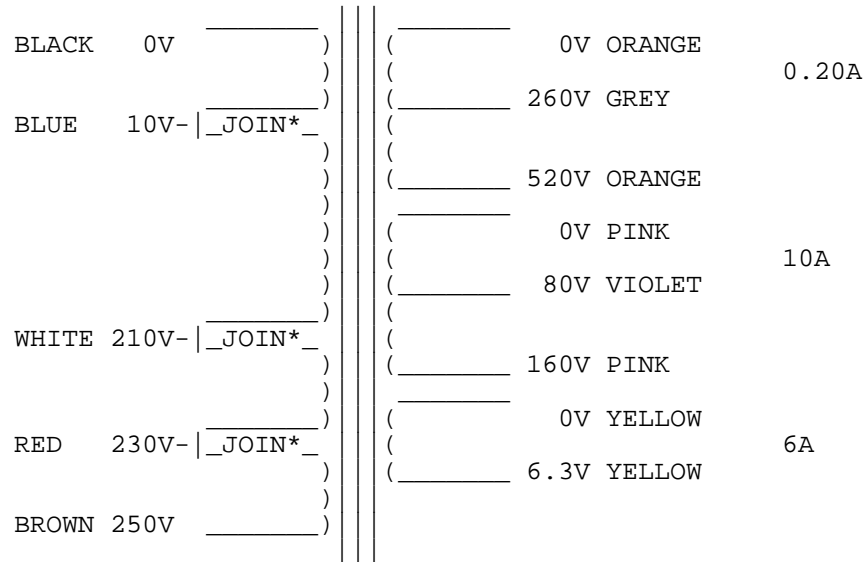 BLACK 0V
0V ORANGE
0.20A
260V GREY
BLUE 10V-|_JOIN*_
520V ORANGE
0V PINK
10A
80V VIOLET
WHITE 210V-|_JOIN*_
160V PINK
0V YELLOW
RED 230V-|_JOIN*_
6A
6.3V YELLOW
BROWN 250V